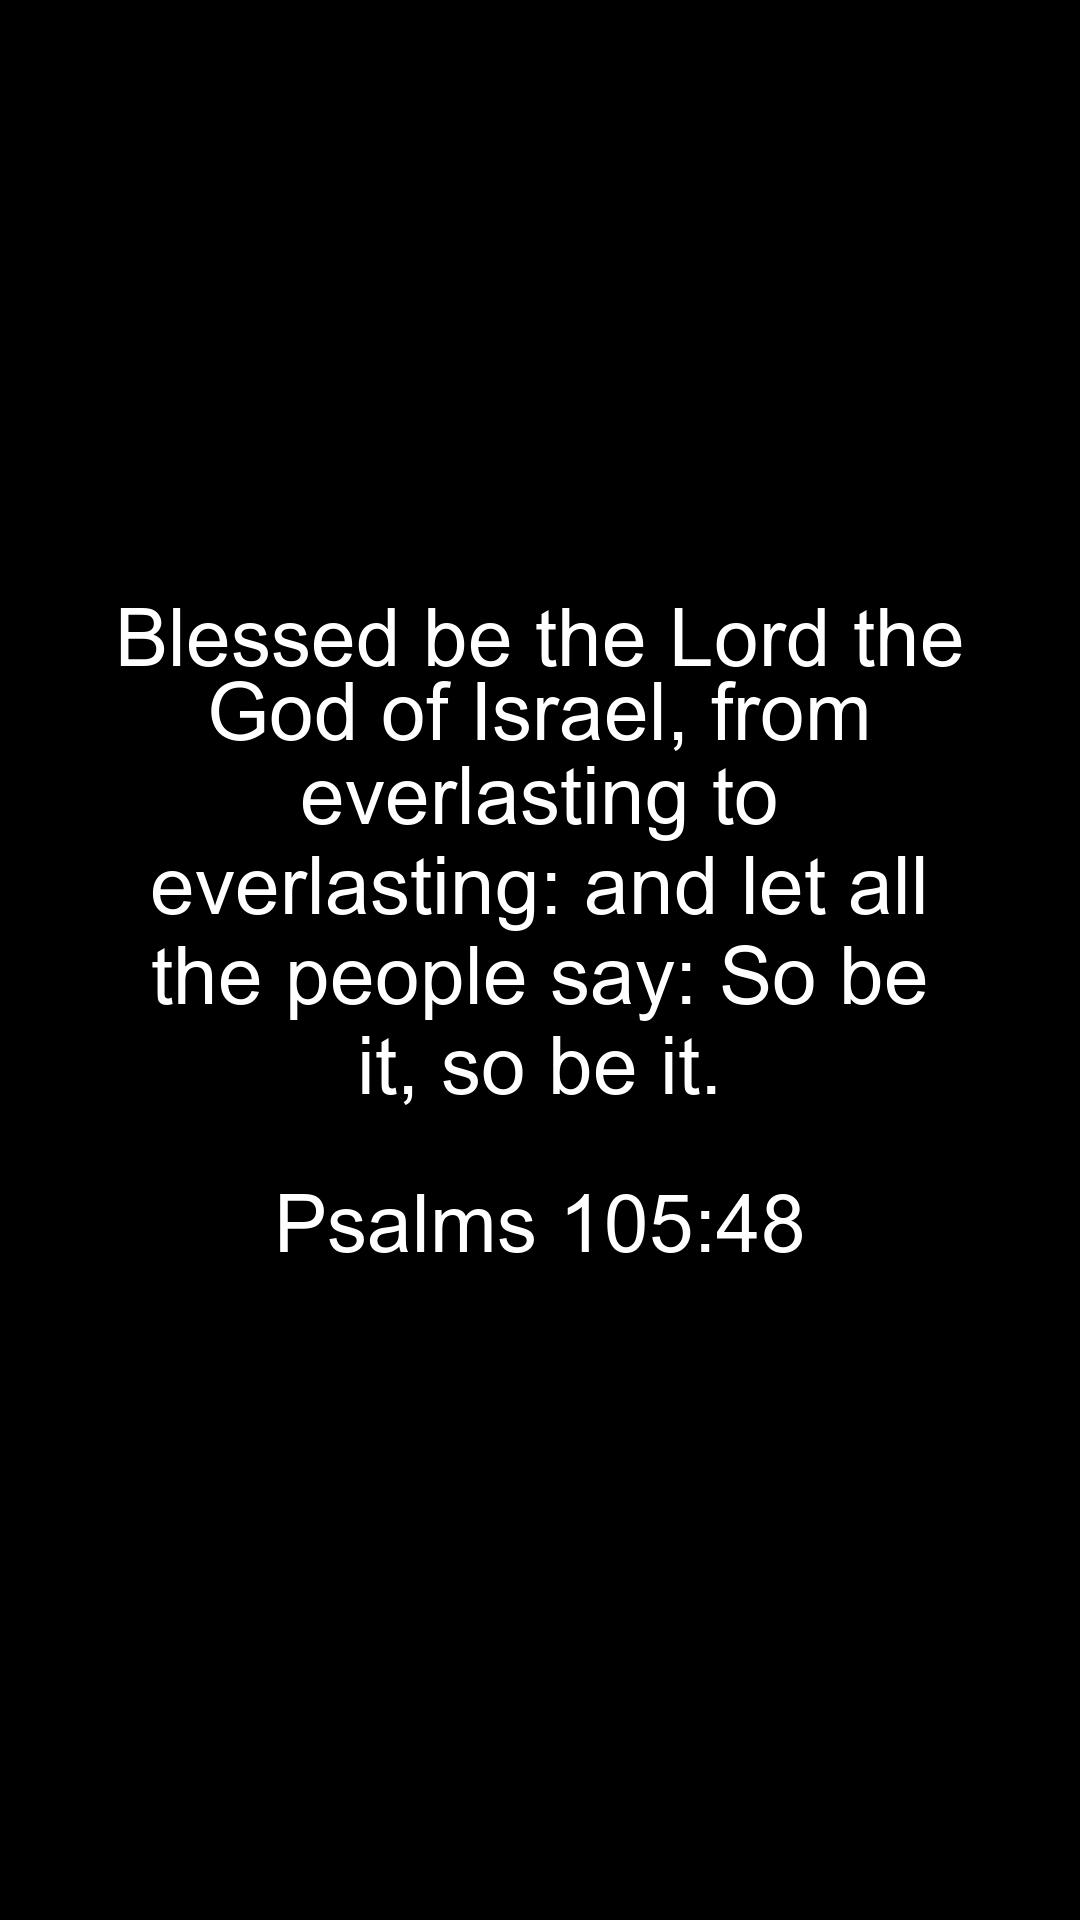 Blessed be the Lord the
God of Israel, from
everlasting to
everlasting: and let all
the people say: So be
it, so be it.
Psalms 105:48